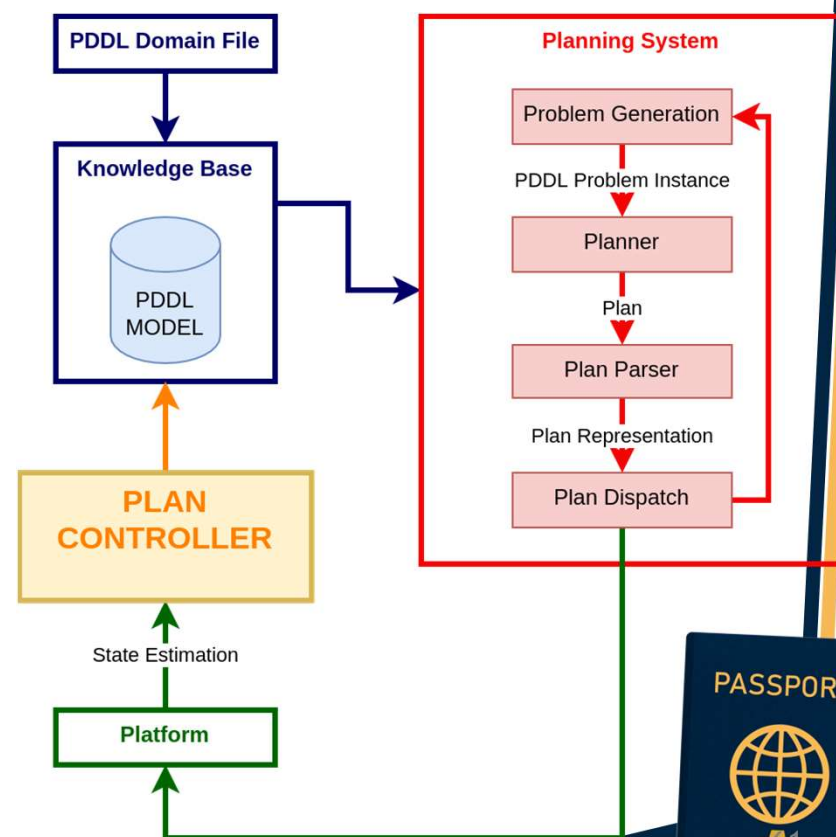 PDDL Domain File
Knowledge Base
PDDL
MODEL
PLAN
CONTROLLER
State Estimation
Platform
Planning System
Problem Generation
PDDL Problem Instance
Planner
Plan
Plan Parser
Plan Representation
Plan Dispatch
PASSPOR